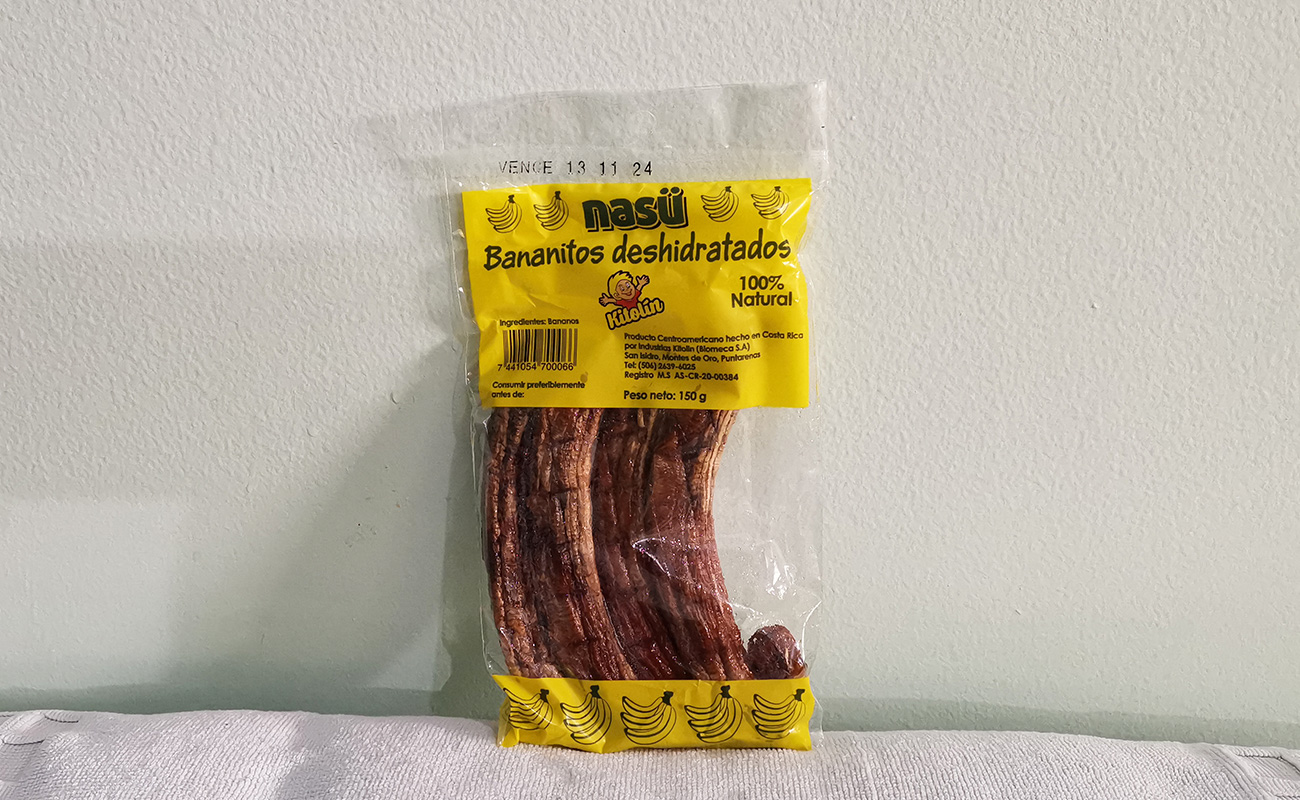 VENCE 13 11 24
nasü
Bananitos deshidratados
Kitolín
100%
Natural
Ingredientes: Bananos
7 441054 700066
Consumir preferiblemente
antes de:
Producto Centroamericano hecho en Costa Rica
por Industrias Kitolin (Biomeca S.A)
San Isidro, Montes de Oro, Puntarenas
Tel: (506) 2639-6025
Registro M.S AS-CR-20-00384
Peso neto: 150 g